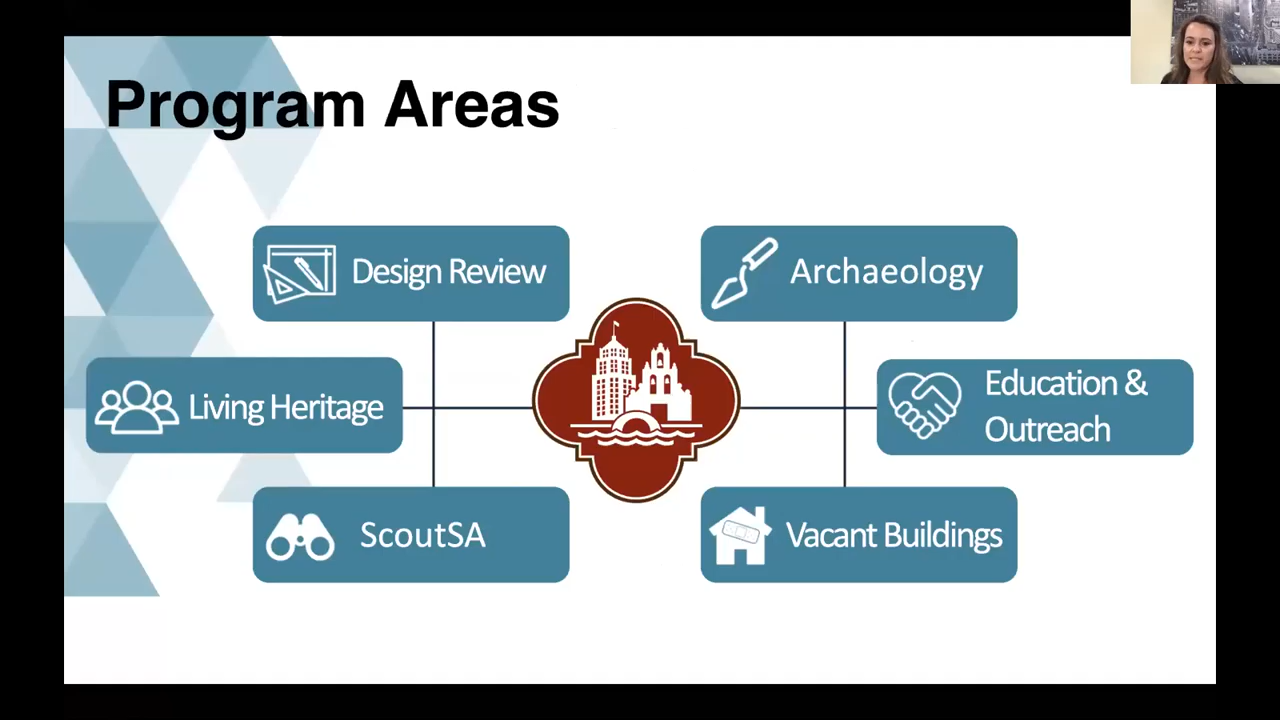 Program Areas
Design Review
Archaeology
Living Heritage
Education &
Outreach
ScoutSA
Vacant Buildings